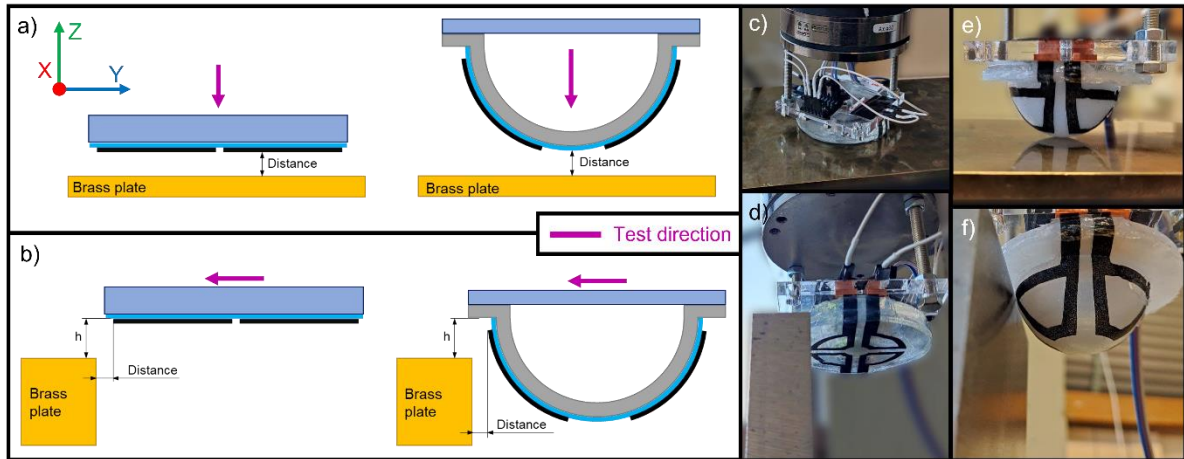 a)
Z
X
Y
Distance
Brass plate
Distance
Brass plate
Test direction
b)
h
Distance
Brass
plate
h
Distance
Brass
plate
c)
d)
e)
f)